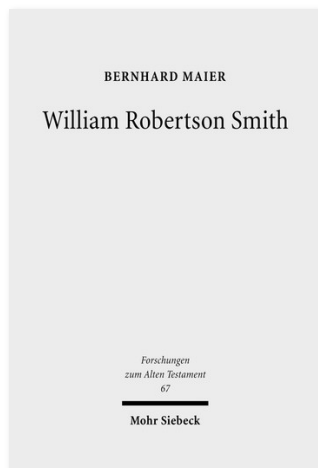 BERNHARD MAIER
William Robertson Smith
Forschungen
zum Alten Testament
67
Mohr Siebeck